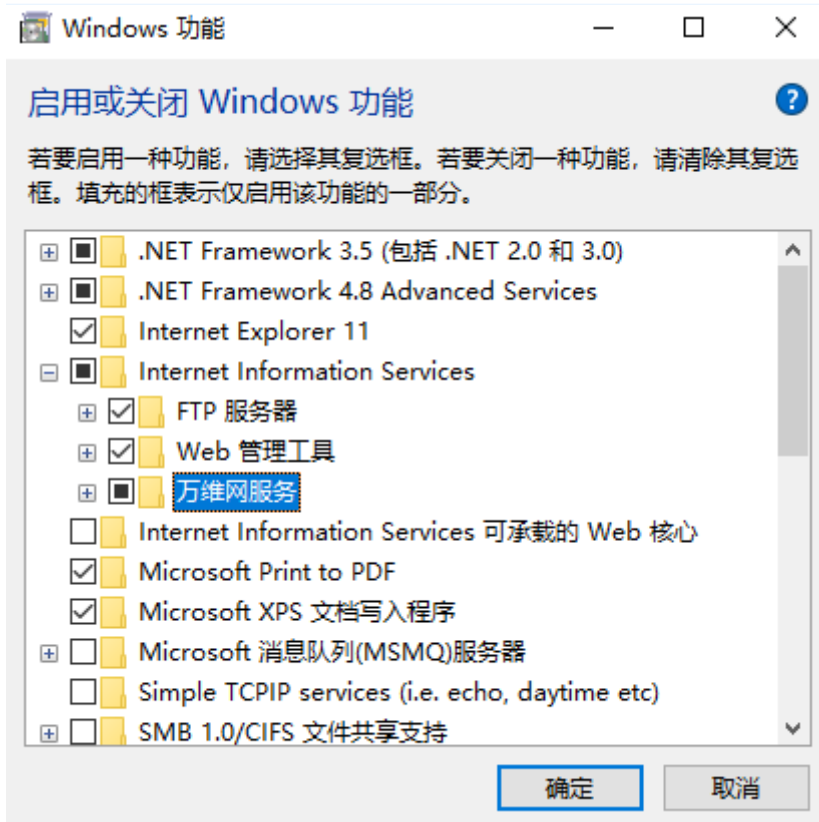 Windows 功能
启用或关闭 Windows 功能
?
若要启用一种功能，请选择其复选框。若要关闭一种功能，请清除其复选
框。填充的框表示仅启用该功能的一部分。
.NET Framework 3.5 (包括 .NET 2.0 和 3.0)
.NET Framework 4.8 Advanced Services
Internet Explorer 11
Internet Information Services
FTP 服务器
Web 管理工具
万维网服务
Internet Information Services 可承载的 Web 核心
Microsoft Print to PDF
Microsoft XPS 文档写入程序
Microsoft 消息队列(MSMQ)服务器
Simple TCPIP services (i.e. echo, daytime etc)
SMB 1.0/CIFS 文件共享支持
确定 取消